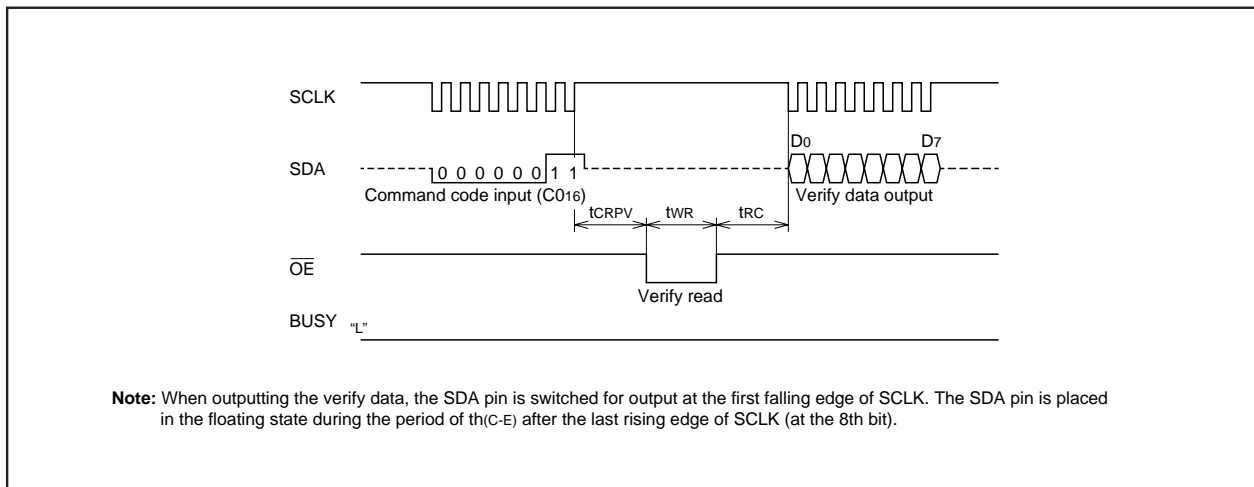 SCLK
D0 D7
SDA
0 0 0 0 0 0 1 1
Command code input (C016) Verify data output
tCRPV tWR tRC
OE
Verify read
BUSY “L”
Note: When outputting the verify data, the SDA pin is switched for output at the first falling edge of SCLK. The SDA pin is placed
in the floating state during the period of th(C-E) after the last rising edge of SCLK (at the 8th bit).